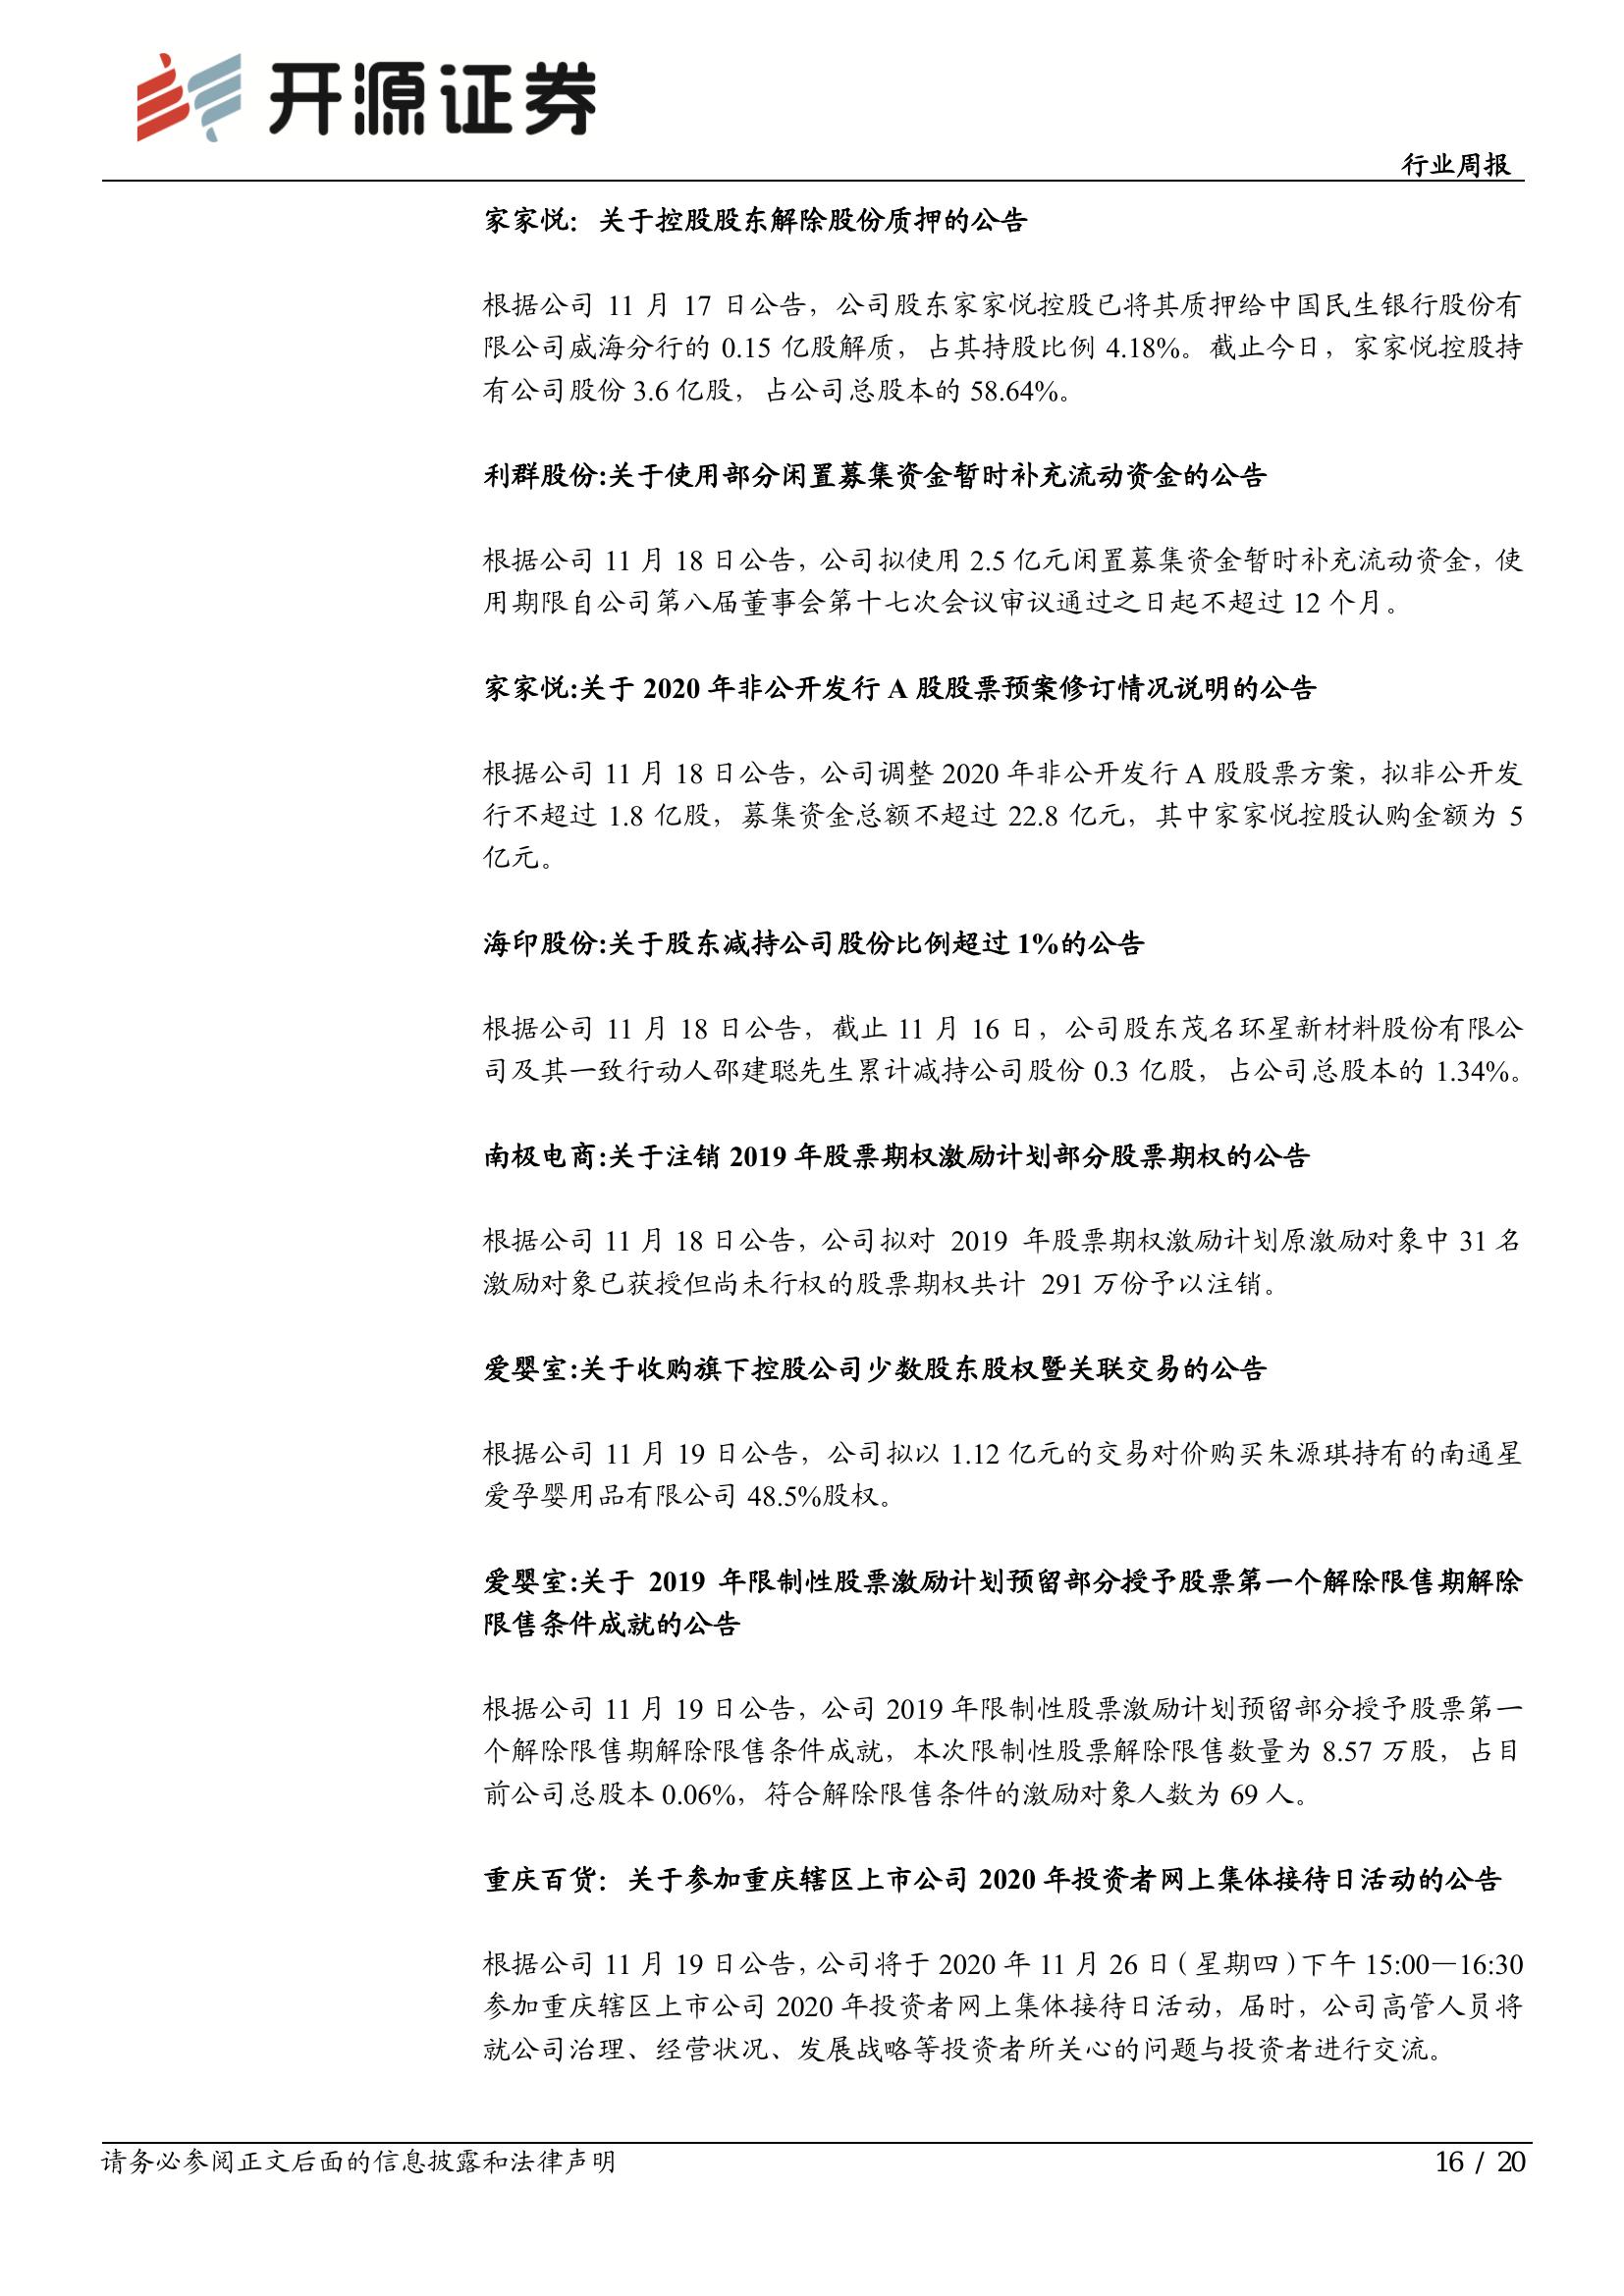 开源证券
行业周报
家家悦：关于控股股东解除股份质押的公告
根据公司 11 月 17 日公告，公司股东家家悦控股已将其质押给中国民生银行股份有
限公司威海分行的 0.15 亿股解质，占其持股比例 4.18%。截止今日，家家悦控股持
有公司股份 3.6 亿股，占公司总股本的 58.64%。
利群股份:关于使用部分闲置募集资金暂时补充流动资金的公告
根据公司 11 月 18 日公告，公司拟使用 2.5 亿元闲置募集资金暂时补充流动资金，使
用期限自公司第八届董事会第十七次会议审议通过之日起不超过 12 个月。
家家悦:关于 2020 年非公开发行 A 股股票预案修订情况说明的公告
根据公司 11 月 18 日公告，公司调整 2020 年非公开发行 A 股股票方案，拟非公开发
行不超过 1.8 亿股，募集资金总额不超过 22.8 亿元，其中家家悦控股认购金额为 5
亿元。
海印股份:关于股东减持公司股份比例超过 1%的公告
根据公司 11 月 18 日公告，截止 11 月 16 日，公司股东茂名环星新材料股份有限公
司及其一致行动人邵建聪先生累计减持公司股份 0.3 亿股，占公司总股本的 1.34%。
南极电商:关于注销 2019 年股票期权激励计划部分股票期权的公告
根据公司 11 月 18 日公告，公司拟对 2019 年股票期权激励计划原激励对象中 31 名
激励对象已获授但尚未行权的股票期权共计 291 万份予以注销。
爱婴室:关于收购旗下控股公司少数股东股权暨关联交易的公告
根据公司 11 月 19 日公告，公司拟以 1.12 亿元的交易对价购买朱源琪持有的南通星
爱孕婴用品有限公司 48.5%股权。
爱婴室:关于 2019 年限制性股票激励计划预留部分授予股票第一个解除限售期解除
限售条件成就的公告
根据公司 11 月 19 日公告，公司 2019 年限制性股票激励计划预留部分授予股票第一
个解除限售期解除限售条件成就，本次限制性股票解除限售数量为 8.57 万股，占目
前公司总股本 0.06%，符合解除限售条件的激励对象人数为 69 人。
重庆百货：关于参加重庆辖区上市公司 2020 年投资者网上集体接待日活动的公告
根据公司 11 月 19 日公告，公司将于 2020 年 11 月 26 日（星期四）下午 15:00—16:30
参加重庆辖区上市公司 2020 年投资者网上集体接待日活动，届时，公司高管人员将
就公司治理、经营状况、发展战略等投资者所关心的问题与投资者进行交流。
请务必参阅正文后面的信息披露和法律声明
16 / 20